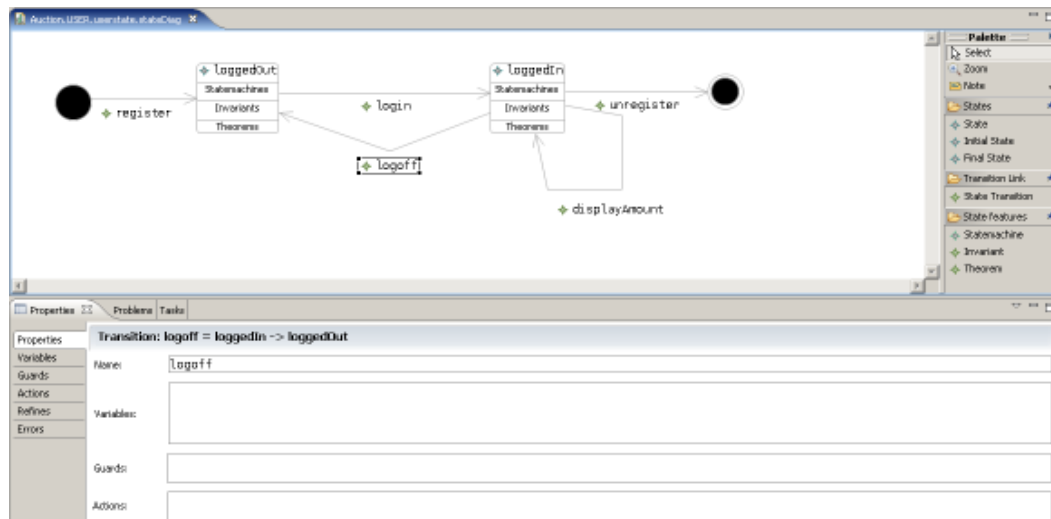 Auction.USER.userstate.stateDiag
Palette
Select
Zoom
Note
States
State
Initial State
Final State
Transition Link
State Transition
State features
Statemachine
Invariant
Theorem
register
loggedOut
Statemachines
Invariants
Theorems
login
logoff
loggedIn
Statemachines
Invariants
Theorems
unregister
displayAmount
Properties Problems Tasks
Properties
Variables
Guards
Actions
Refines
Errors
Transition: logoff = loggedIn -> loggedOut
Name: logoff
Variables:
Guards:
Actions: